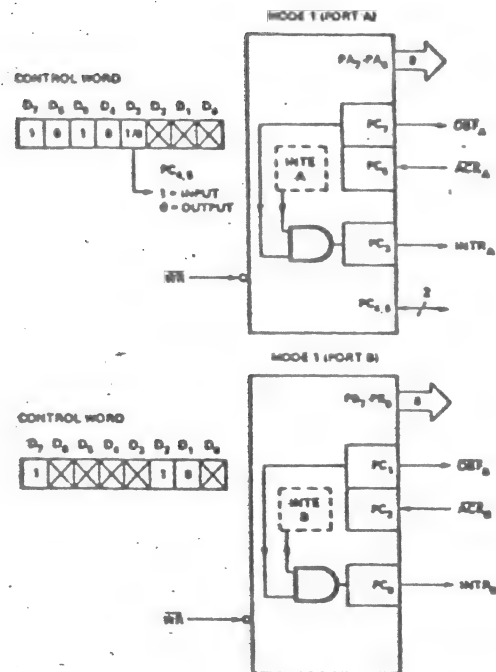 MODE 1 (PORT A)
PA7-PA0
8
CONTROL WORD
D7 D6 D5 D4 D3 D2 D1 D0
1 0 1 0 1/0
PC4,5
1 = INPUT
0 = OUTPUT
PC7
OBFA
PC6
ACKA
INTE
A
PC3
INTRA
WR
PC4,5
2
MODE 1 (PORT B)
PB7-PB0
8
CONTROL WORD
D7 D6 D5 D4 D3 D2 D1 D0
1 1 0
PC1
OBFB
PC2
ACKB
INTE
B
PC0
INTRB
WR